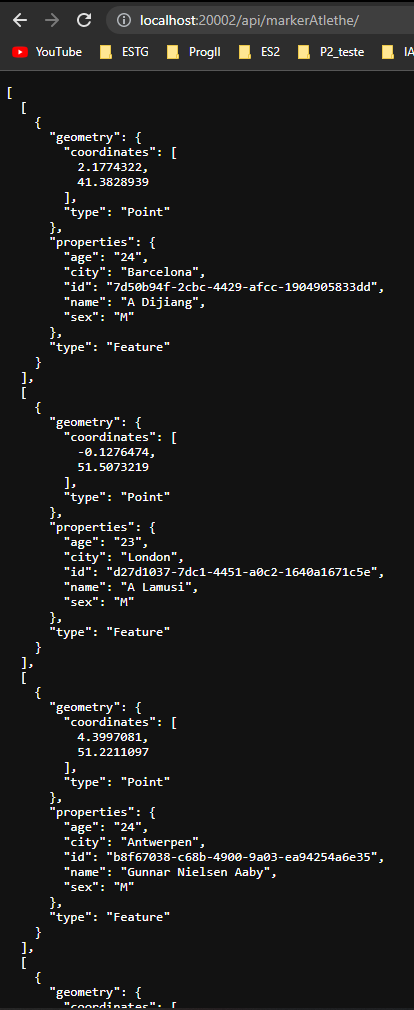 localhost:20002/api/markerAtlethe/
YouTube ESTG ProgII ES2 P2_teste IA
[
  [
    {
      "geometry": {
        "coordinates": [
          2.1774322,
          41.3828939
        ],
        "type": "Point"
      },
      "properties": {
        "age": "24",
        "city": "Barcelona",
        "id": "7d50b94f-2cbc-4429-afcc-1904905833dd",
        "name": "A Dijiang",
        "sex": "M"
      },
      "type": "Feature"
    }
  ],
  [
    {
      "geometry": {
        "coordinates": [
          -0.1276474,
          51.5073219
        ],
        "type": "Point"
      },
      "properties": {
        "age": "23",
        "city": "London",
        "id": "d27d1037-7dc1-4451-a0c2-1640a1671c5e",
        "name": "A Lamusi",
        "sex": "M"
      },
      "type": "Feature"
    }
  ],
  [
    {
      "geometry": {
        "coordinates": [
          4.3997081,
          51.2211097
        ],
        "type": "Point"
      },
      "properties": {
        "age": "24",
        "city": "Antwerpen",
        "id": "b8f67038-c68b-4900-9a03-ea94254a6e35",
        "name": "Gunnar Nielsen Aaby",
        "sex": "M"
      },
      "type": "Feature"
    }
  ],
  [
    {
      "geometry": {
        "coordinates": [